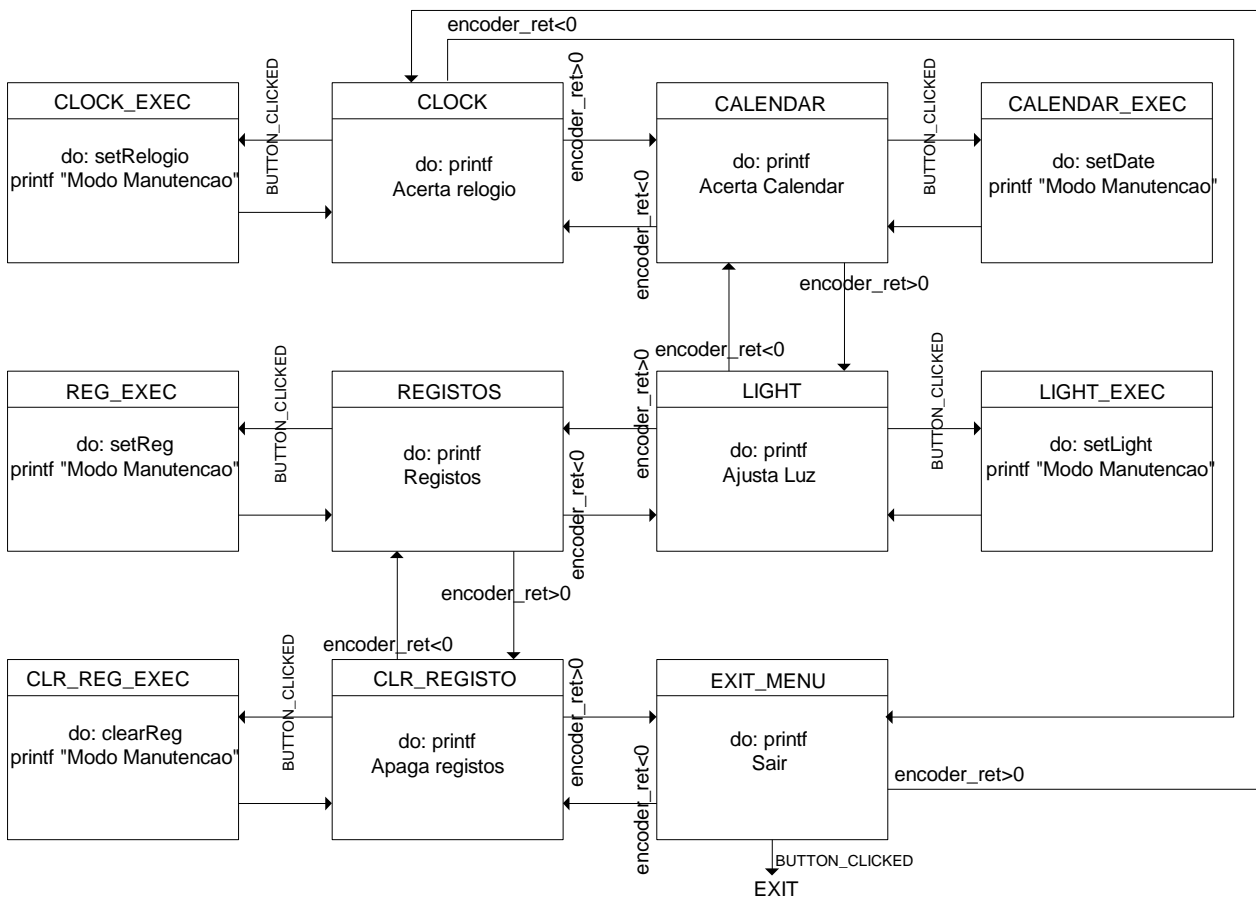 encoder_ret<0
CLOCK_EXEC
do: setRelogio
printf "Modo Manutencao"
BUTTON_CLICKED
CLOCK
do: printf
Acerta relogio
encoder_ret>0
encoder_ret<0
CALENDAR
do: printf
Acerta Calendar
BUTTON_CLICKED
CALENDAR_EXEC
do: setDate
printf "Modo Manutencao"
encoder_ret>0
encoder_ret<0
REG_EXEC
do: setReg
printf "Modo Manutencao"
BUTTON_CLICKED
REGISTOS
do: printf
Registos
encoder_ret>0
encoder_ret<0
LIGHT
do: printf
Ajusta Luz
BUTTON_CLICKED
LIGHT_EXEC
do: setLight
printf "Modo Manutencao"
encoder_ret>0
encoder_ret<0
CLR_REG_EXEC
do: clearReg
printf "Modo Manutencao"
BUTTON_CLICKED
CLR_REGISTO
do: printf
Apaga registos
encoder_ret>0
encoder_ret<0
EXIT_MENU
do: printf
Sair
encoder_ret>0
BUTTON_CLICKED
EXIT